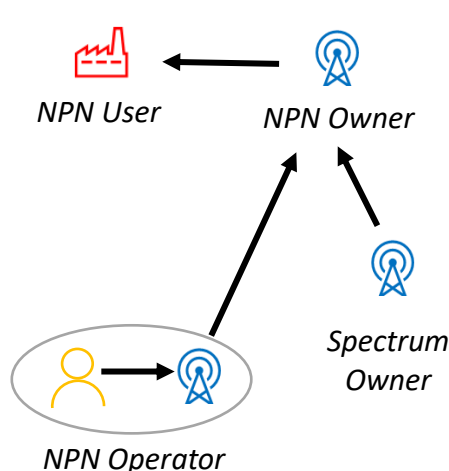 NPN User
NPN Owner
Spectrum
Owner
NPN Operator